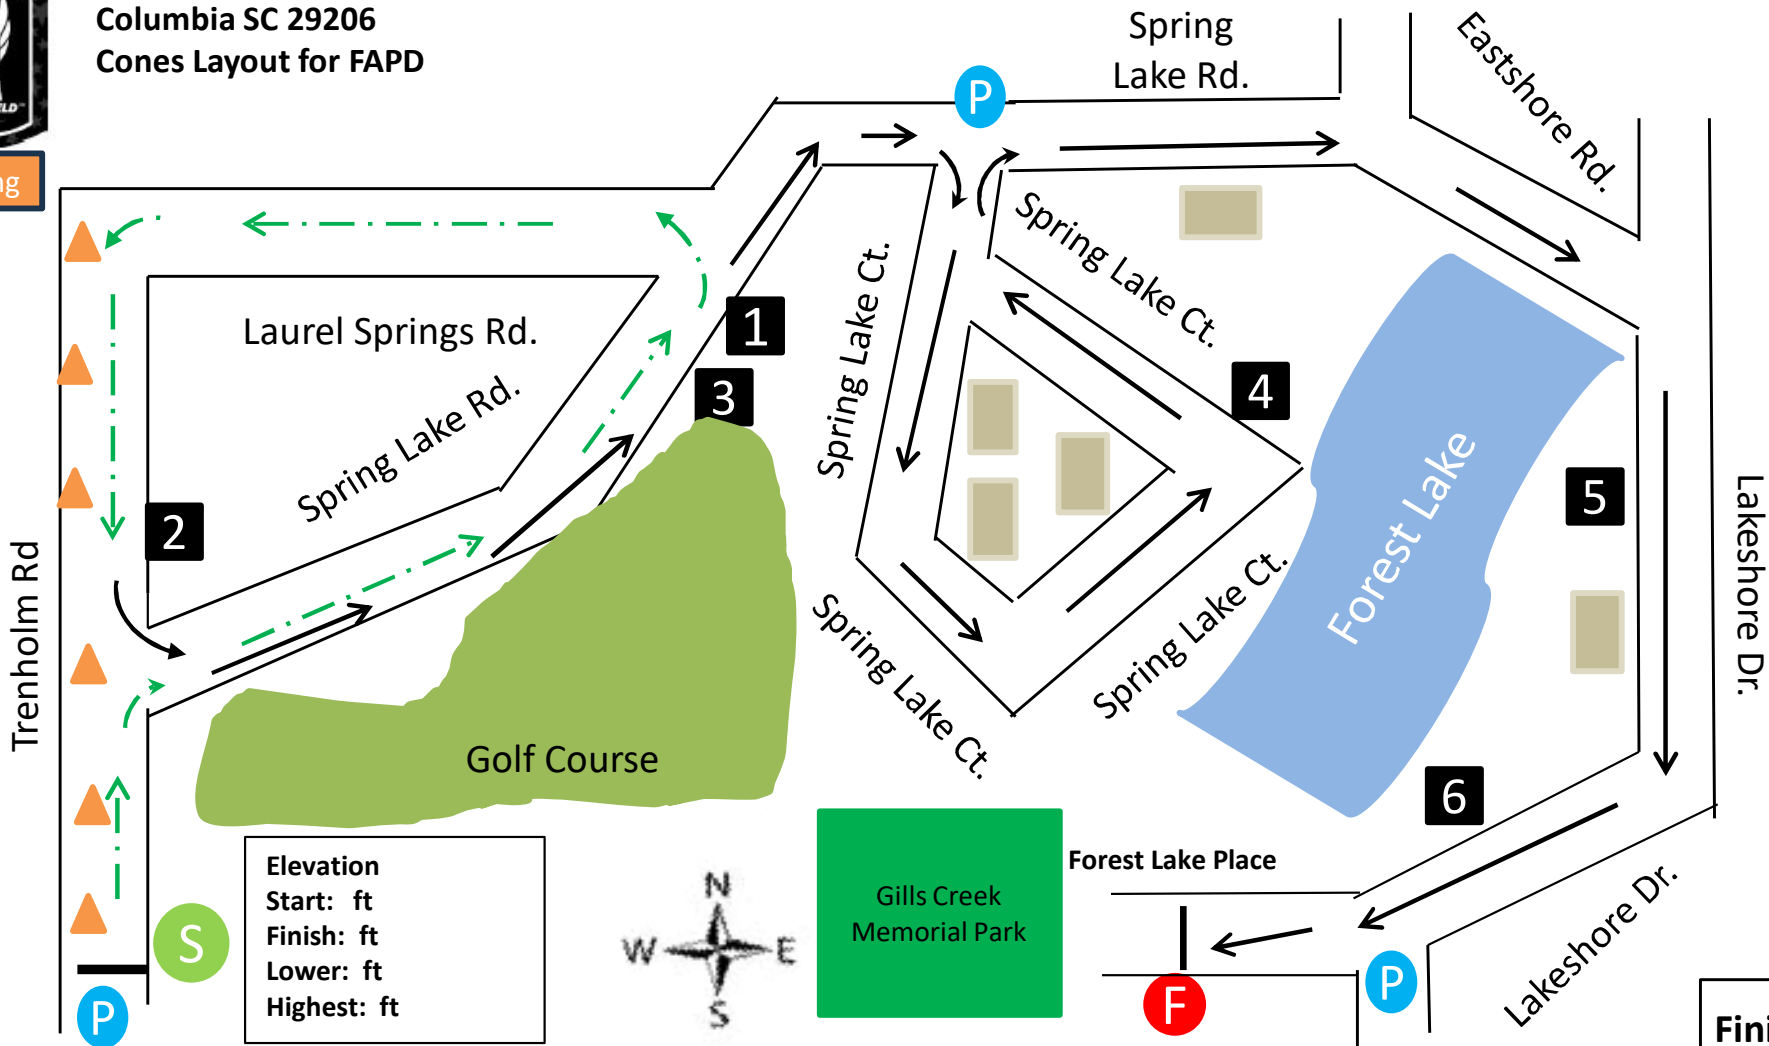 Columbia SC 29206
Cones Layout for FAPD
Spring
Lake Rd.
Eastshore Rd.
P
Laurel Springs Rd.
Spring Lake Rd.
1
3
2
Spring Lake Ct.
Spring Lake Ct.
4
5
Forest Lake
Lakeshore Dr.
Trenholm Rd
Spring Lake Ct.
Spring Lake Ct.
Golf Course
6
Elevation
Start: ft
Finish: ft
Lower: ft
Highest: ft
S
P
N
W E
S
Gills Creek
Memorial Park
Forest Lake Place
F
P
Lakeshore Dr.